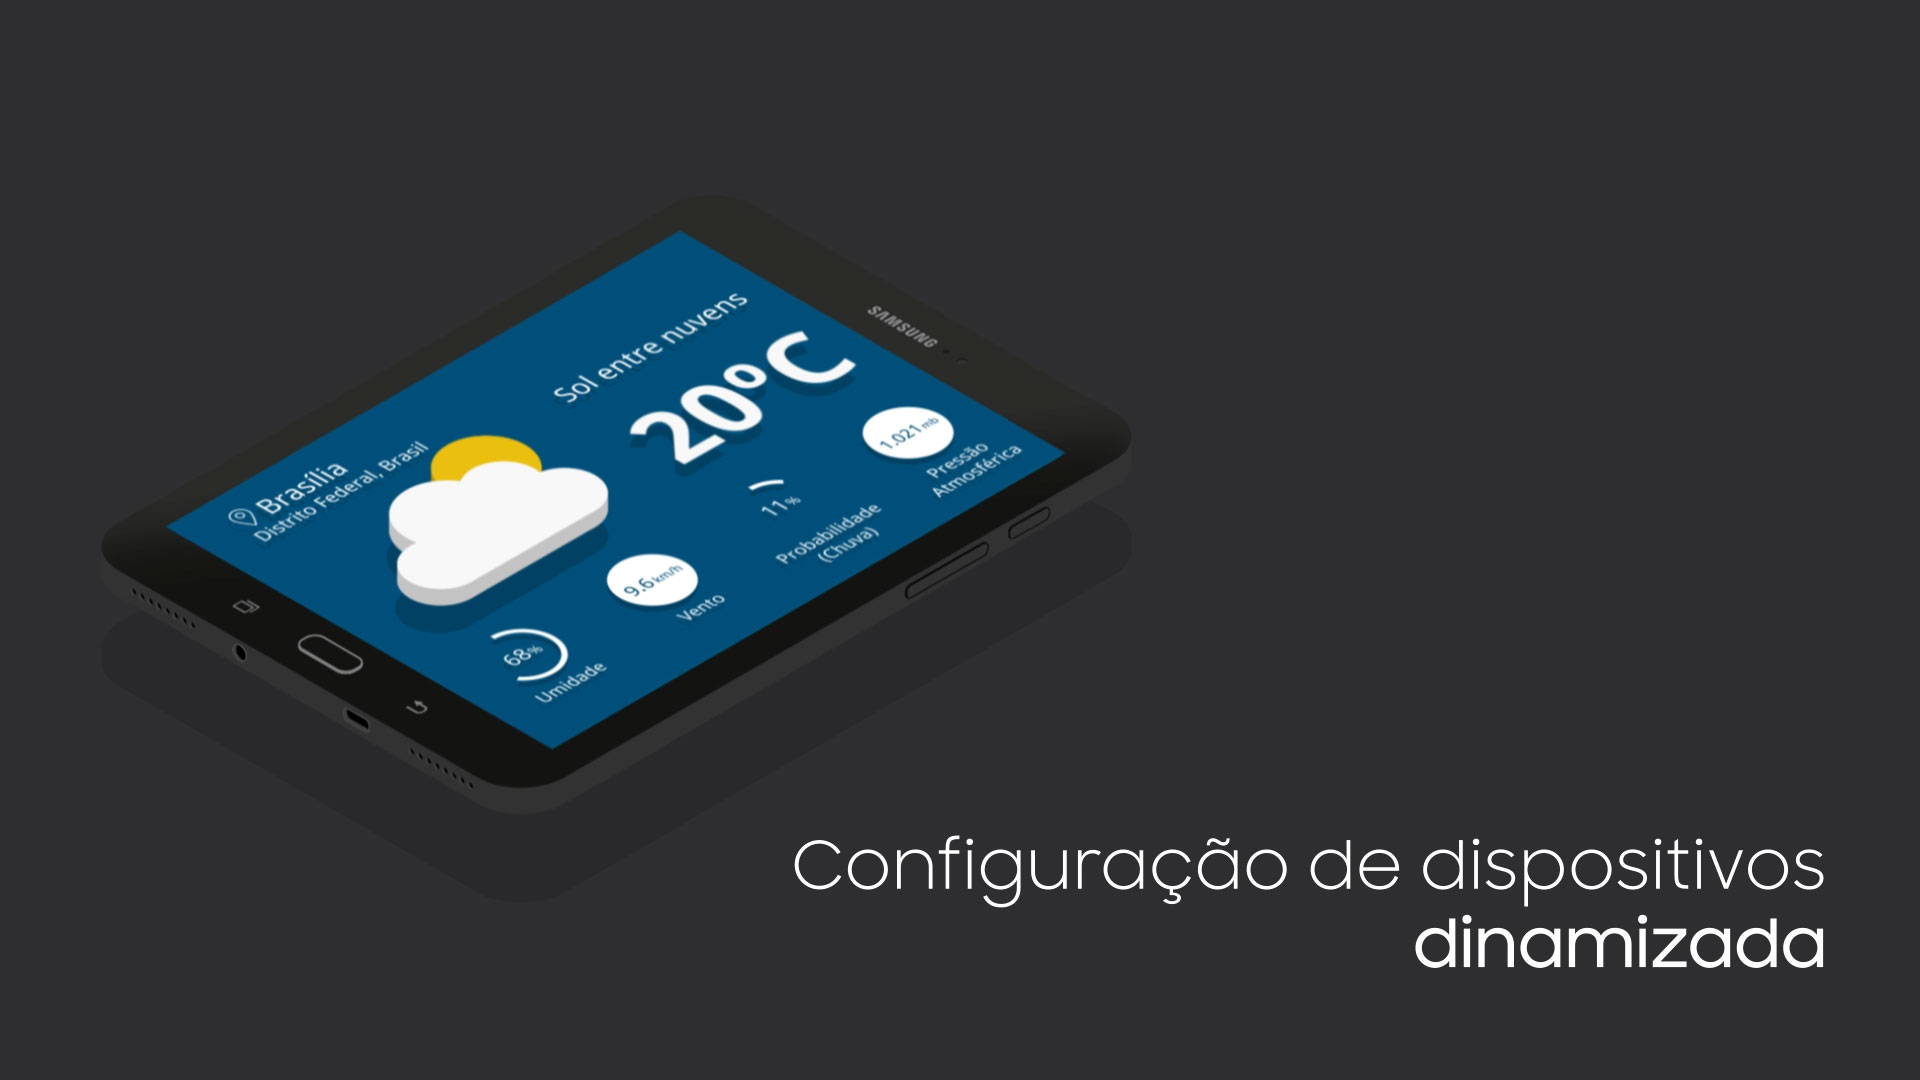 SAMSUNG
Brasília
Distrito Federal, Brasil
Sol entre nuvens
20ºC
68%
Umidade
9.6 km/h
Vento
11%
Probabilidade
(Chuva)
1.021 mb
Pressão
Atmosférica
Configuração de dispositivos
dinamizada